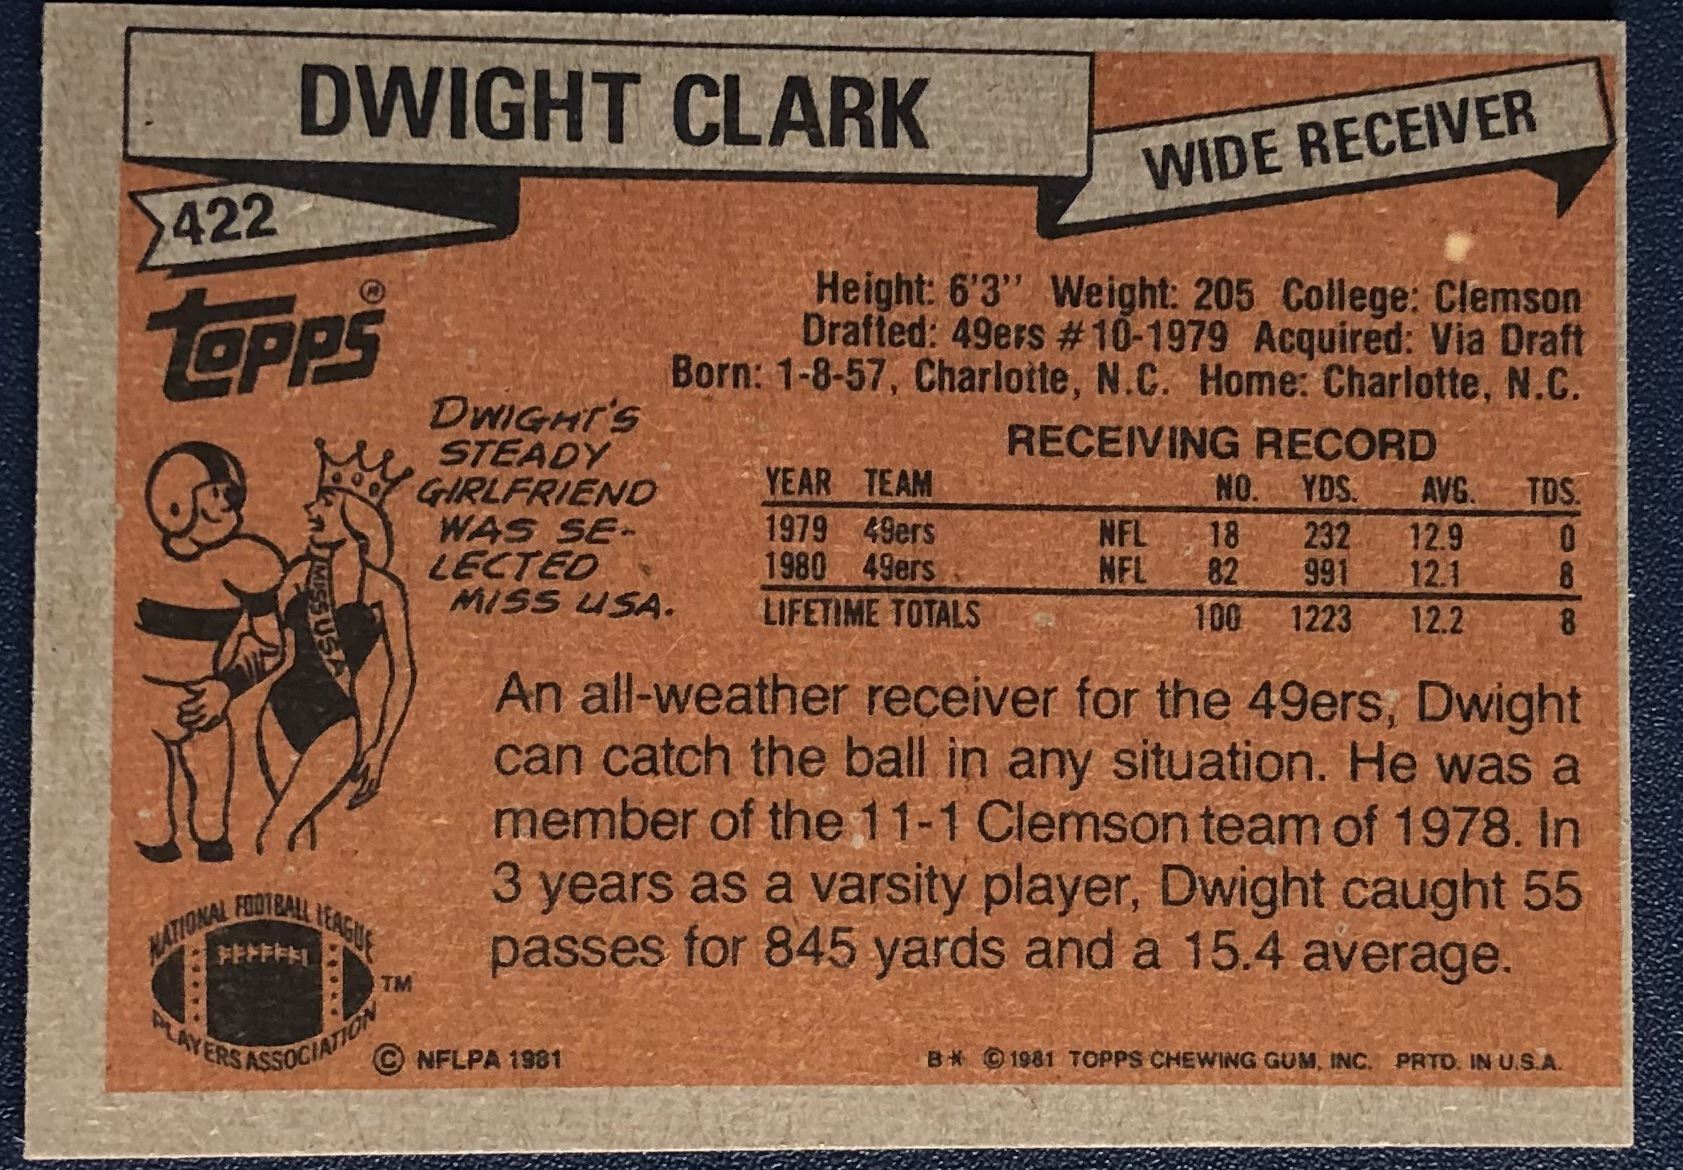 DWIGHT CLARK
WIDE RECEIVER
422
Topps®
Height: 6'3'' Weight: 205 College: Clemson
Drafted: 49ers #10-1979 Acquired: Via Draft
Born: 1-8-57, Charlotte, N.C. Home: Charlotte, N.C.
DWIGHT'S
STEADY
GIRLFRIEND
WAS SE-
LECTED
MISS USA.
MISS USA
RECEIVING RECORD
YEAR TEAM NO. YDS. AVG. TDS.
1979 49ers NFL 18 232 12.9 0
1980 49ers NFL 82 991 12.1 8
LIFETIME TOTALS 100 1223 12.2 8
An all-weather receiver for the 49ers, Dwight
can catch the ball in any situation. He was a
member of the 11-1 Clemson team of 1978. In
3 years as a varsity player, Dwight caught 55
passes for 845 yards and a 15.4 average.
NATIONAL FOOTBALL LEAGUE
PLAYERS ASSOCIATION
TM
© NFLPA 1981
B* © 1981 TOPPS CHEWING GUM, INC. PRTD. IN U.S.A.